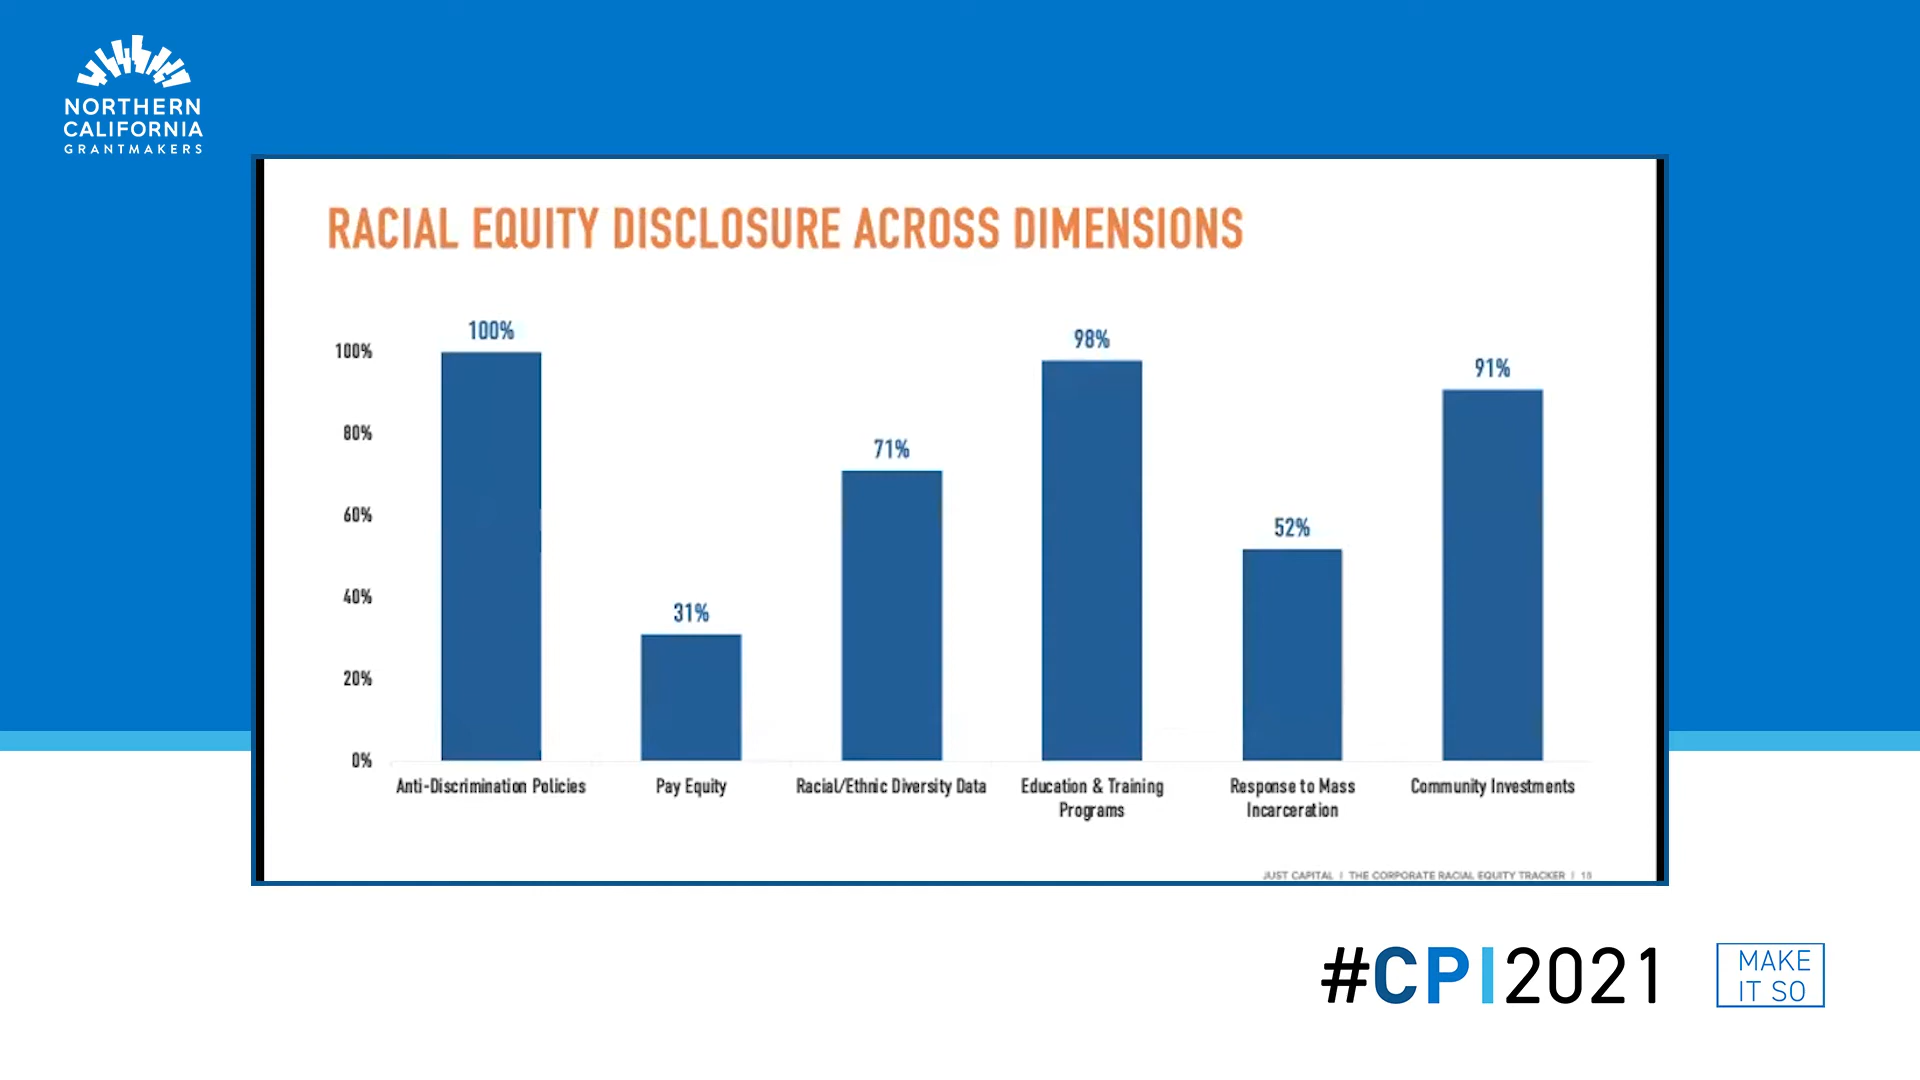 NORTHERN
CALIFORNIA
GRANTMAKERS
RACIAL EQUITY DISCLOSURE ACROSS DIMENSIONS
100%
80%
60%
40%
20%
0%
100%
31%
71%
98%
52%
91%
Anti-Discrimination Policies
Pay Equity
Racial/Ethnic Diversity Data
Education & Training
Programs
Response to Mass
Incarceration
Community Investments
JUST CAPITAL | THE CORPORATE RACIAL EQUITY TRACKER |
#CPI2021
MAKE
IT SO